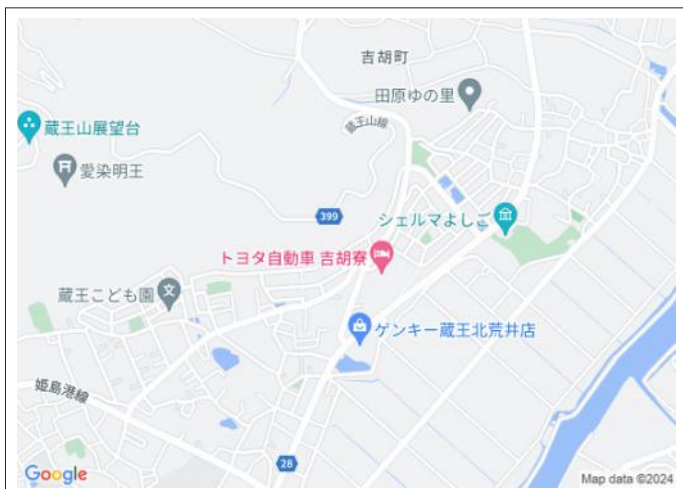 吉胡町
田原ゆの里
蔵王山線
蔵王山展望台
愛染明王
399
シェルマよしご
トヨタ自動車 吉胡寮
蔵王こども園
ゲンキー蔵王北荒井店
姫島港線
28
Google
Map data ©2024